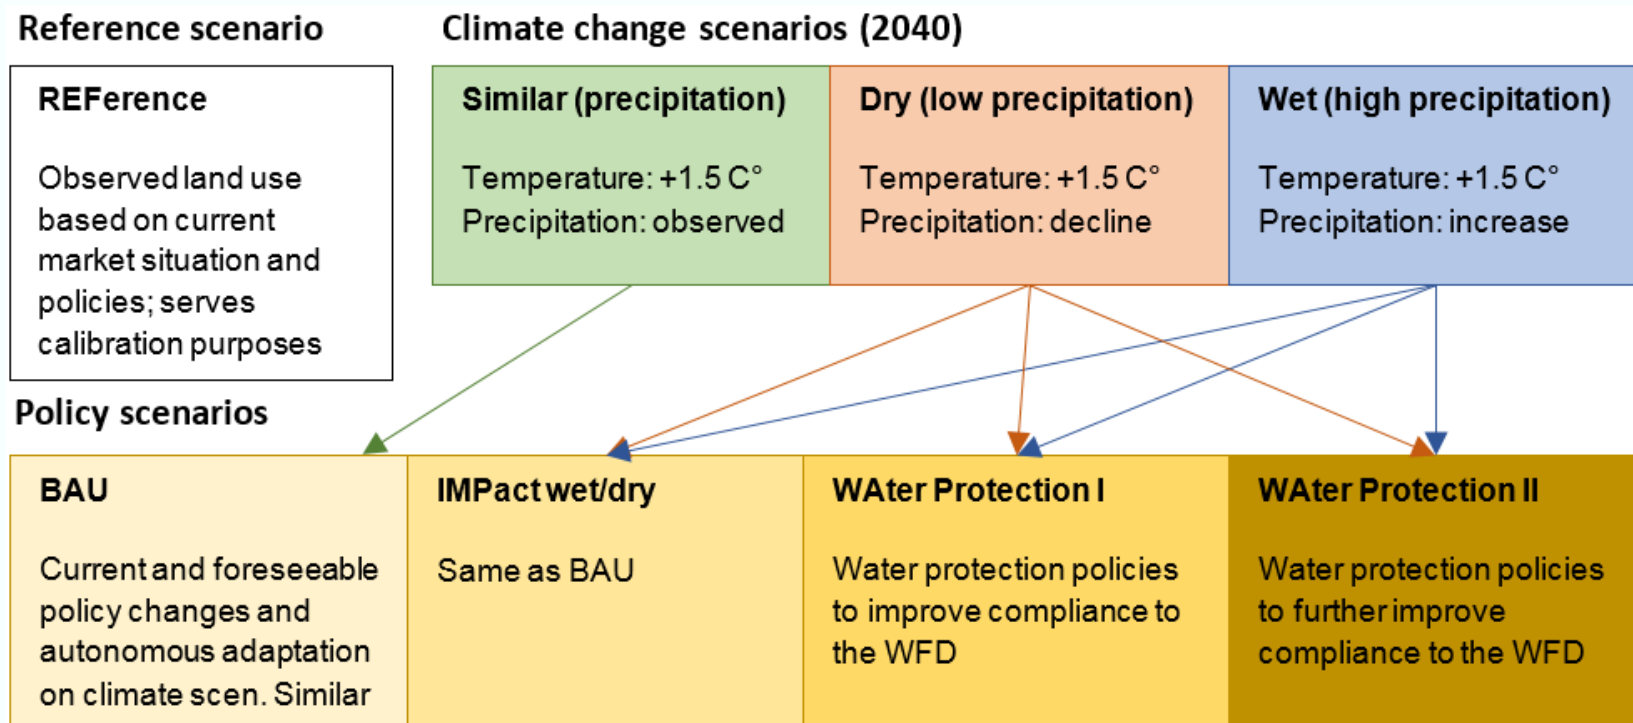 Reference scenario
REFerence
Observed land use
based on current
market situation and
policies; serves
calibration purposes
Climate change scenarios (2040)
Similar (precipitation)
Temperature: +1.5 C°
Precipitation: observed
Dry (low precipitation)
Temperature: +1.5 C°
Precipitation: decline
Wet (high precipitation)
Temperature: +1.5 C°
Precipitation: increase
Policy scenarios
BAU
Current and foreseeable
policy changes and
autonomous adaptation
on climate scen. Similar
IMPact wet/dry
Same as BAU
WAter Protection I
Water protection policies
to improve compliance to
the WFD
WAter Protection II
Water protection policies
to further improve
compliance to the WFD